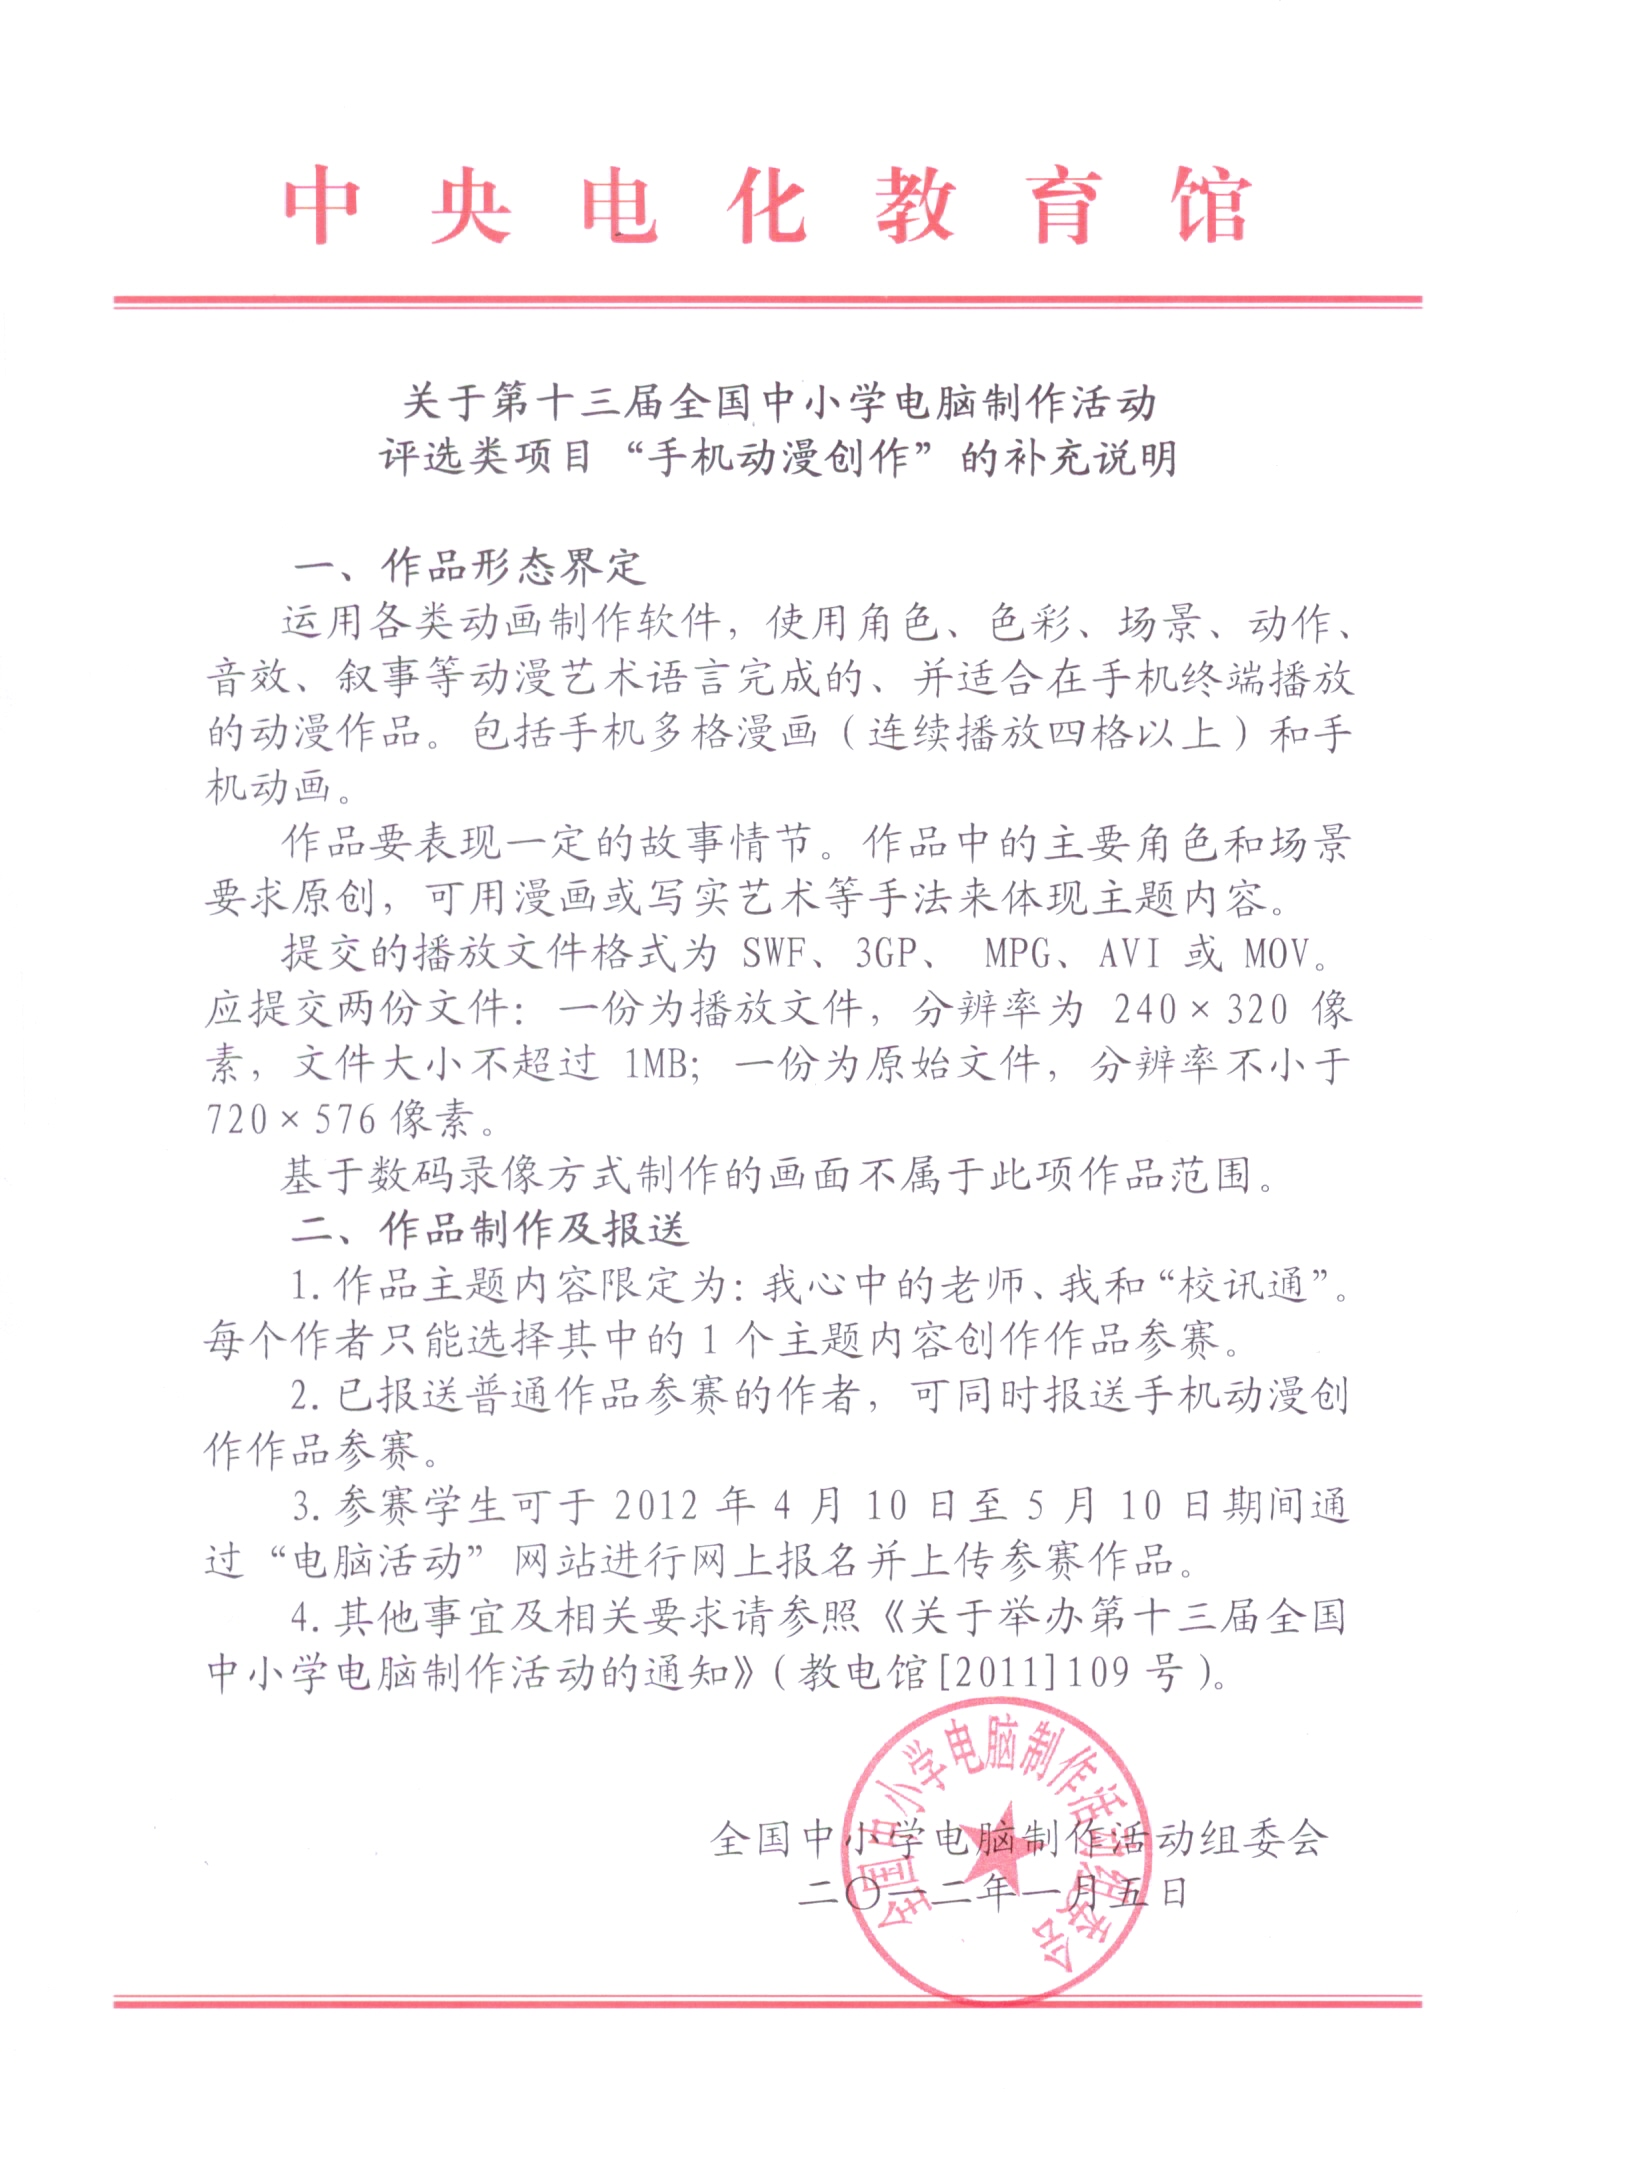 中央电化教育馆
关于第十三届全国中小学电脑制作活动
评选类项目“手机动漫创作”的补充说明
一、作品形态界定
运用各类动画制作软件，使用角色、色彩、场景、动作、
音效、叙事等动漫艺术语言完成的、并适合在手机终端播放
的动漫作品。包括手机多格漫画（连续播放四格以上）和手
机动画。
作品要表现一定的故事情节。作品中的主要角色和场景
要求原创，可用漫画或写实艺术等手法来体现主题内容。
提交的播放文件格式为 SWF、3GP、 MPG、AVI 或 MOV。
应提交两份文件：一份为播放文件，分辨率为 240×320 像
素，文件大小不超过 1MB；一份为原始文件，分辨率不小于
720×576 像素。
基于数码录像方式制作的画面不属于此项作品范围。
二、作品制作及报送
1. 作品主题内容限定为：我心中的老师、我和“校讯通”。
每个作者只能选择其中的 1 个主题内容创作作品参赛。
2. 已报送普通作品参赛的作者，可同时报送手机动漫创
作作品参赛。
3. 参赛学生可于 2012 年 4 月 10 日至 5 月 10 日期间通
过“电脑活动”网站进行网上报名并上传参赛作品。
4. 其他事宜及相关要求请参照《关于举办第十三届全国
中小学电脑制作活动的通知》（教电馆[2011]109 号）。
全国中小学电脑制作活动组委会
二〇一二年一月五日
全国中小学电脑制作活动组委会